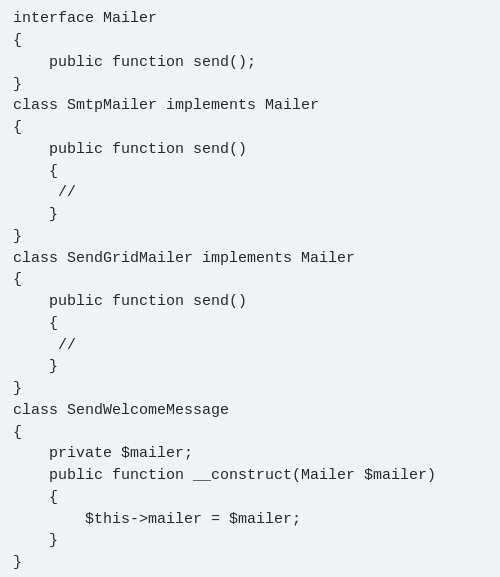 interface Mailer
{
    public function send();
}
class SmtpMailer implements Mailer
{
    public function send()
    {
     //
    }
}
class SendGridMailer implements Mailer
{
    public function send()
    {
     //
    }
}
class SendWelcomeMessage
{
    private $mailer;
    public function __construct(Mailer $mailer)
    {
        $this->mailer = $mailer;
    }
}